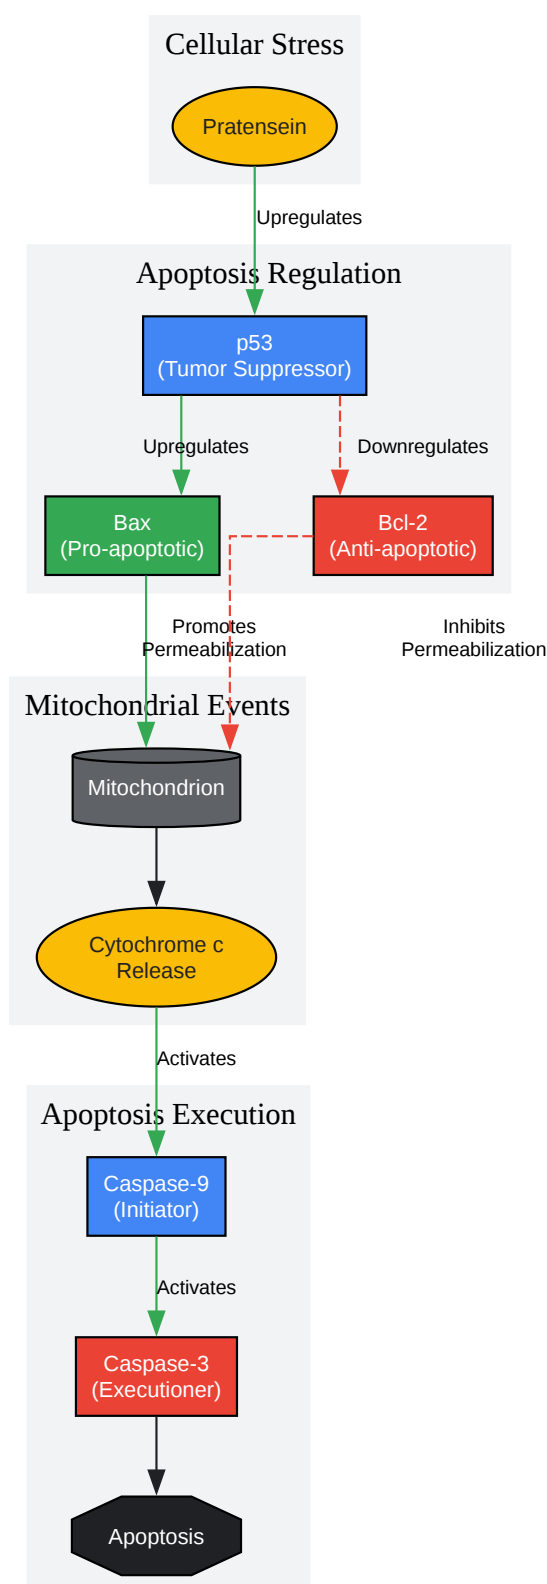 Cellular Stress
Pratensein
Upregulates
Apoptosis Regulation
p53
(Tumor Suppressor)
Upregulates
Downregulates
Bax
(Pro-apoptotic)
Bcl-2
(Anti-apoptotic)
Promotes
Permeabilization
Inhibits
Permeabilization
Mitochondrial Events
Mitochondrion
Cytochrome c
Release
Activates
Apoptosis Execution
Caspase-9
(Initiator)
Activates
Caspase-3
(Executioner)
Apoptosis